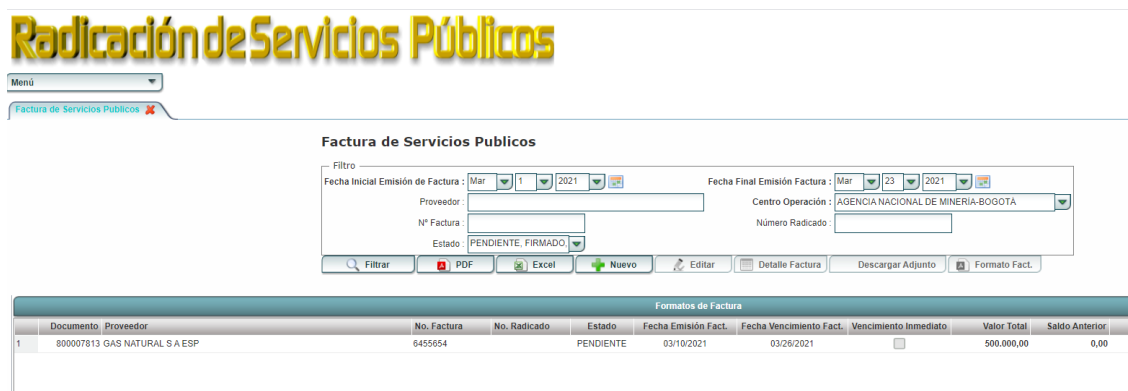 Radicación de Servicios Públicos
Menú
Factura de Servicios Publicos
Factura de Servicios Publicos
Filtro
Fecha Inicial Emisión de Factura : Mar 1 2021 Fecha Final Emisión Factura : Mar 23 2021
Proveedor : Centro Operación : AGENCIA NACIONAL DE MINERÍA-BOGOTÁ
Nº Factura : Número Radicado :
Estado : PENDIENTE, FIRMADO,
Filtrar PDF Excel Nuevo Editar Detalle Factura Descargar Adjunto Formato Fact.
Formatos de Factura
Documento Proveedor No. Factura No. Radicado Estado Fecha Emisión Fact. Fecha Vencimiento Fact. Vencimiento Inmediato Valor Total Saldo Anterior
1 800007813 GAS NATURAL S A ESP 6455654 PENDIENTE 03/10/2021 03/26/2021 500.000,00 0,00